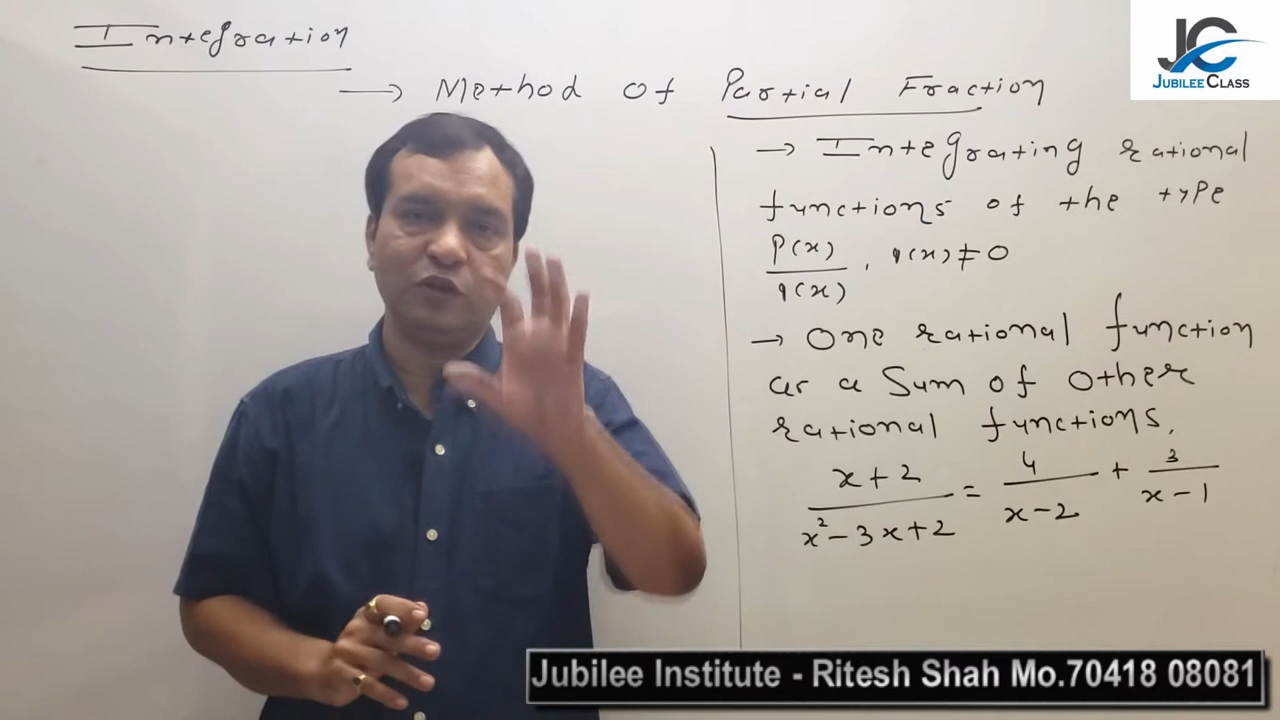 Integration
→ Method of Partial Fraction
JC
JUBILEE CLASS
→ Integrating rational
functions of the type
P(x)/q(x), q(x) ≠ 0
→ One rational function
as a Sum of Other
rational functions.
x+2/x²-3x+2 = 4/x-2 + 3/x-1
Jubilee Institute - Ritesh Shah Mo.70418 08081